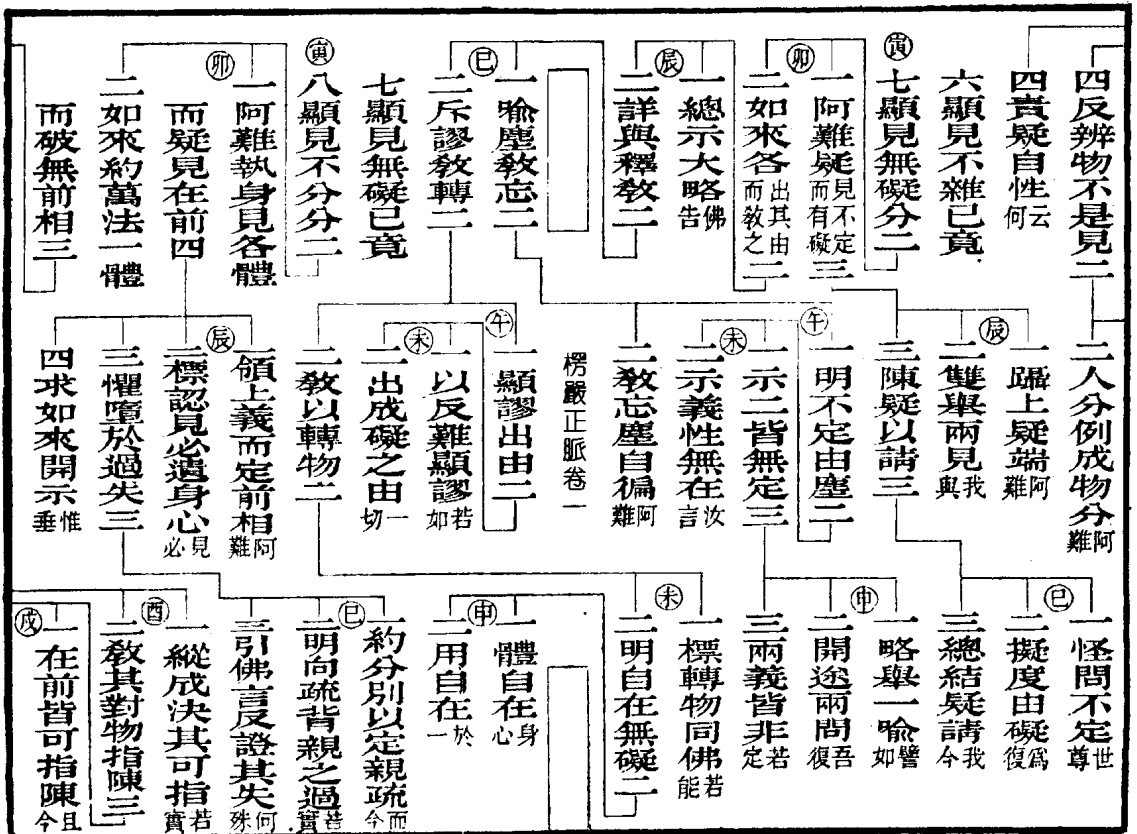 四反辨物不是見二
四責疑自性云何
六顯見不雜已竟
寅
七顯見無礙分二
卯
一阿難疑見不定而有礙三
二如來各出其由而教之二
辰
一總示大略佛告
二詳與釋教二
巳
一喻塵教忘二
二斥謬教轉二
七顯見無礙已竟
寅
八顯見不分分二
卯
一阿難執身見各體
而疑見在前四
二如來約萬法一體
而破無前相三
二人分例成物分阿難
辰
一躡上疑端阿難
二雙舉兩見我與
三陳疑以請三
午
一明不定由塵二
未
一示二皆無定三
二示義性無在汝言
二教忘塵自徧阿難
楞嚴正脈卷一
午
一顯謬出由二
未
一以反難顯謬若如
二出成礙之由一切
二教以轉物二
辰
一領上義而定前相阿難
二標認見必遺身心見必
三懼墮於過失三
四求如來開示惟垂
巳
一怪問不定世尊
二擬度由礙為復
三總結疑請我今
申
一略舉一喻譬如
二開途兩問吾復
三兩義皆非若定
未
一標轉物同佛若能
二明自在無礙二
申
一體自在身心
二用自在於一
巳
一約分別以定親疏而今
二明向疏背親之過若實
三引佛言反證其失何殊
酉
一縱成決其可指若實
二教其對物指陳三
戌
一在前皆可指陳且今